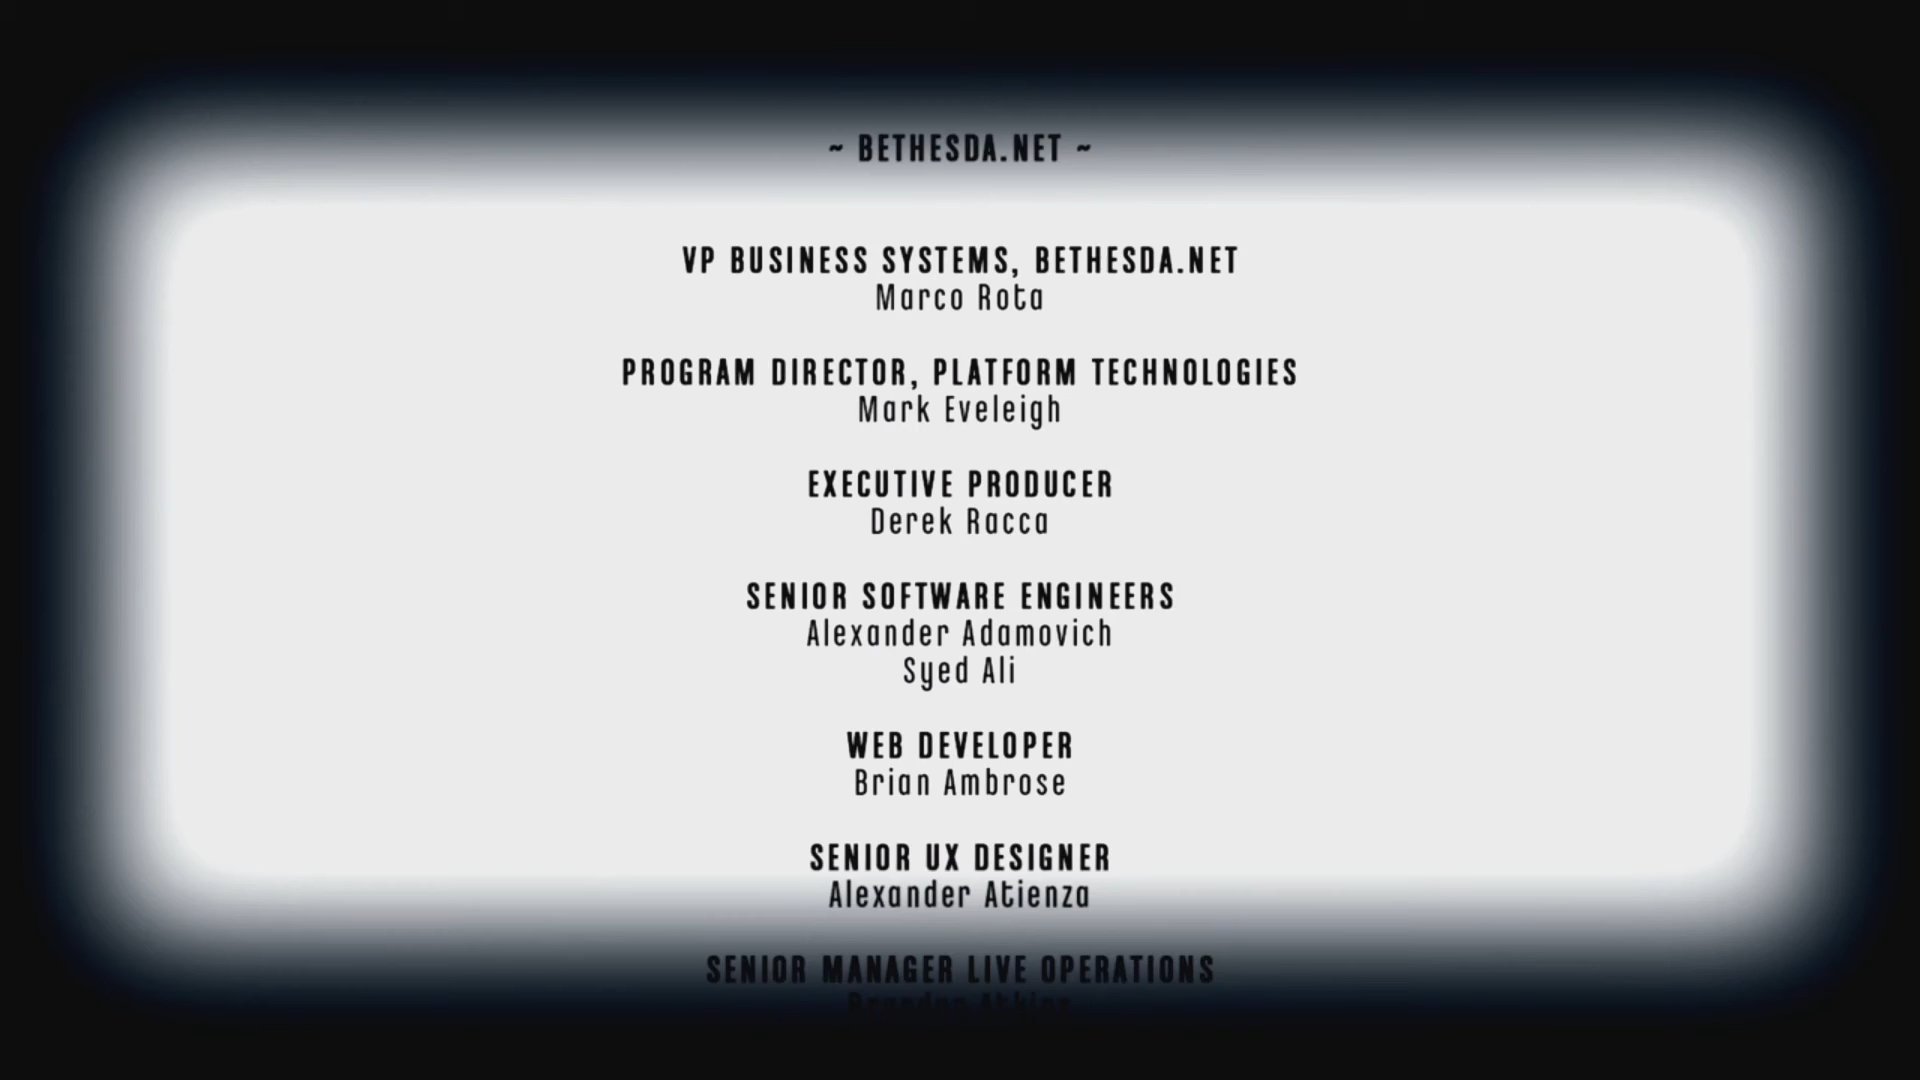 ~ BETHESDA.NET ~
VP BUSINESS SYSTEMS, BETHESDA.NET
Marco Rota
PROGRAM DIRECTOR, PLATFORM TECHNOLOGIES
Mark Eveleigh
EXECUTIVE PRODUCER
Derek Racca
SENIOR SOFTWARE ENGINEERS
Alexander Adamovich
Syed Ali
WEB DEVELOPER
Brian Ambrose
SENIOR UX DESIGNER
Alexander Atienza
SENIOR MANAGER LIVE OPERATIONS